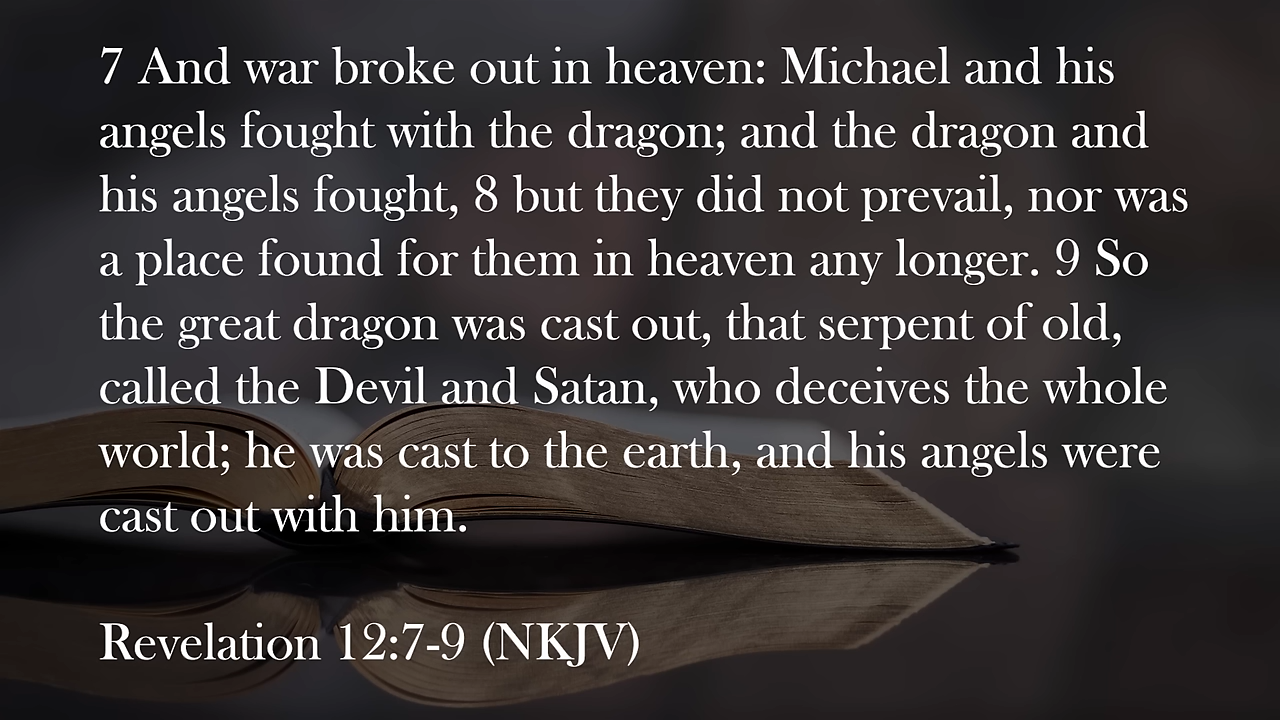 7 And war broke out in heaven: Michael and his
angels fought with the dragon; and the dragon and
his angels fought, 8 but they did not prevail, nor was
a place found for them in heaven any longer. 9 So
the great dragon was cast out, that serpent of old,
called the Devil and Satan, who deceives the whole
world; he was cast to the earth, and his angels were
cast out with him.
Revelation 12:7-9 (NKJV)